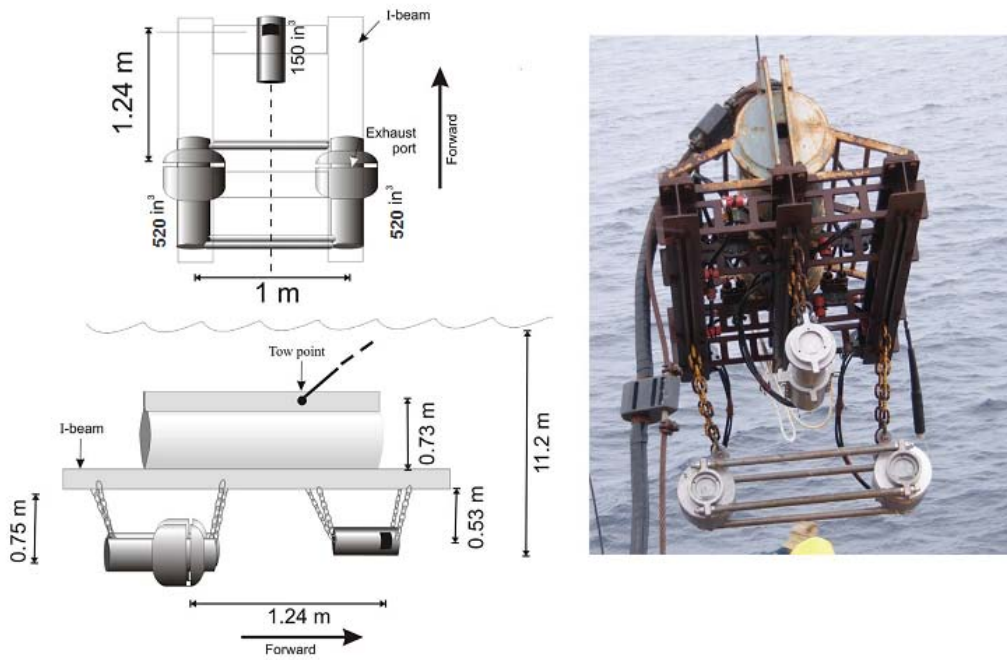 I-beam
150 in³
1.24 m
Forward
Exhaust
port
520 in³
520 in³
1 m
Tow point
I-beam
0.73 m
11.2 m
0.75 m
0.53 m
1.24 m
Forward